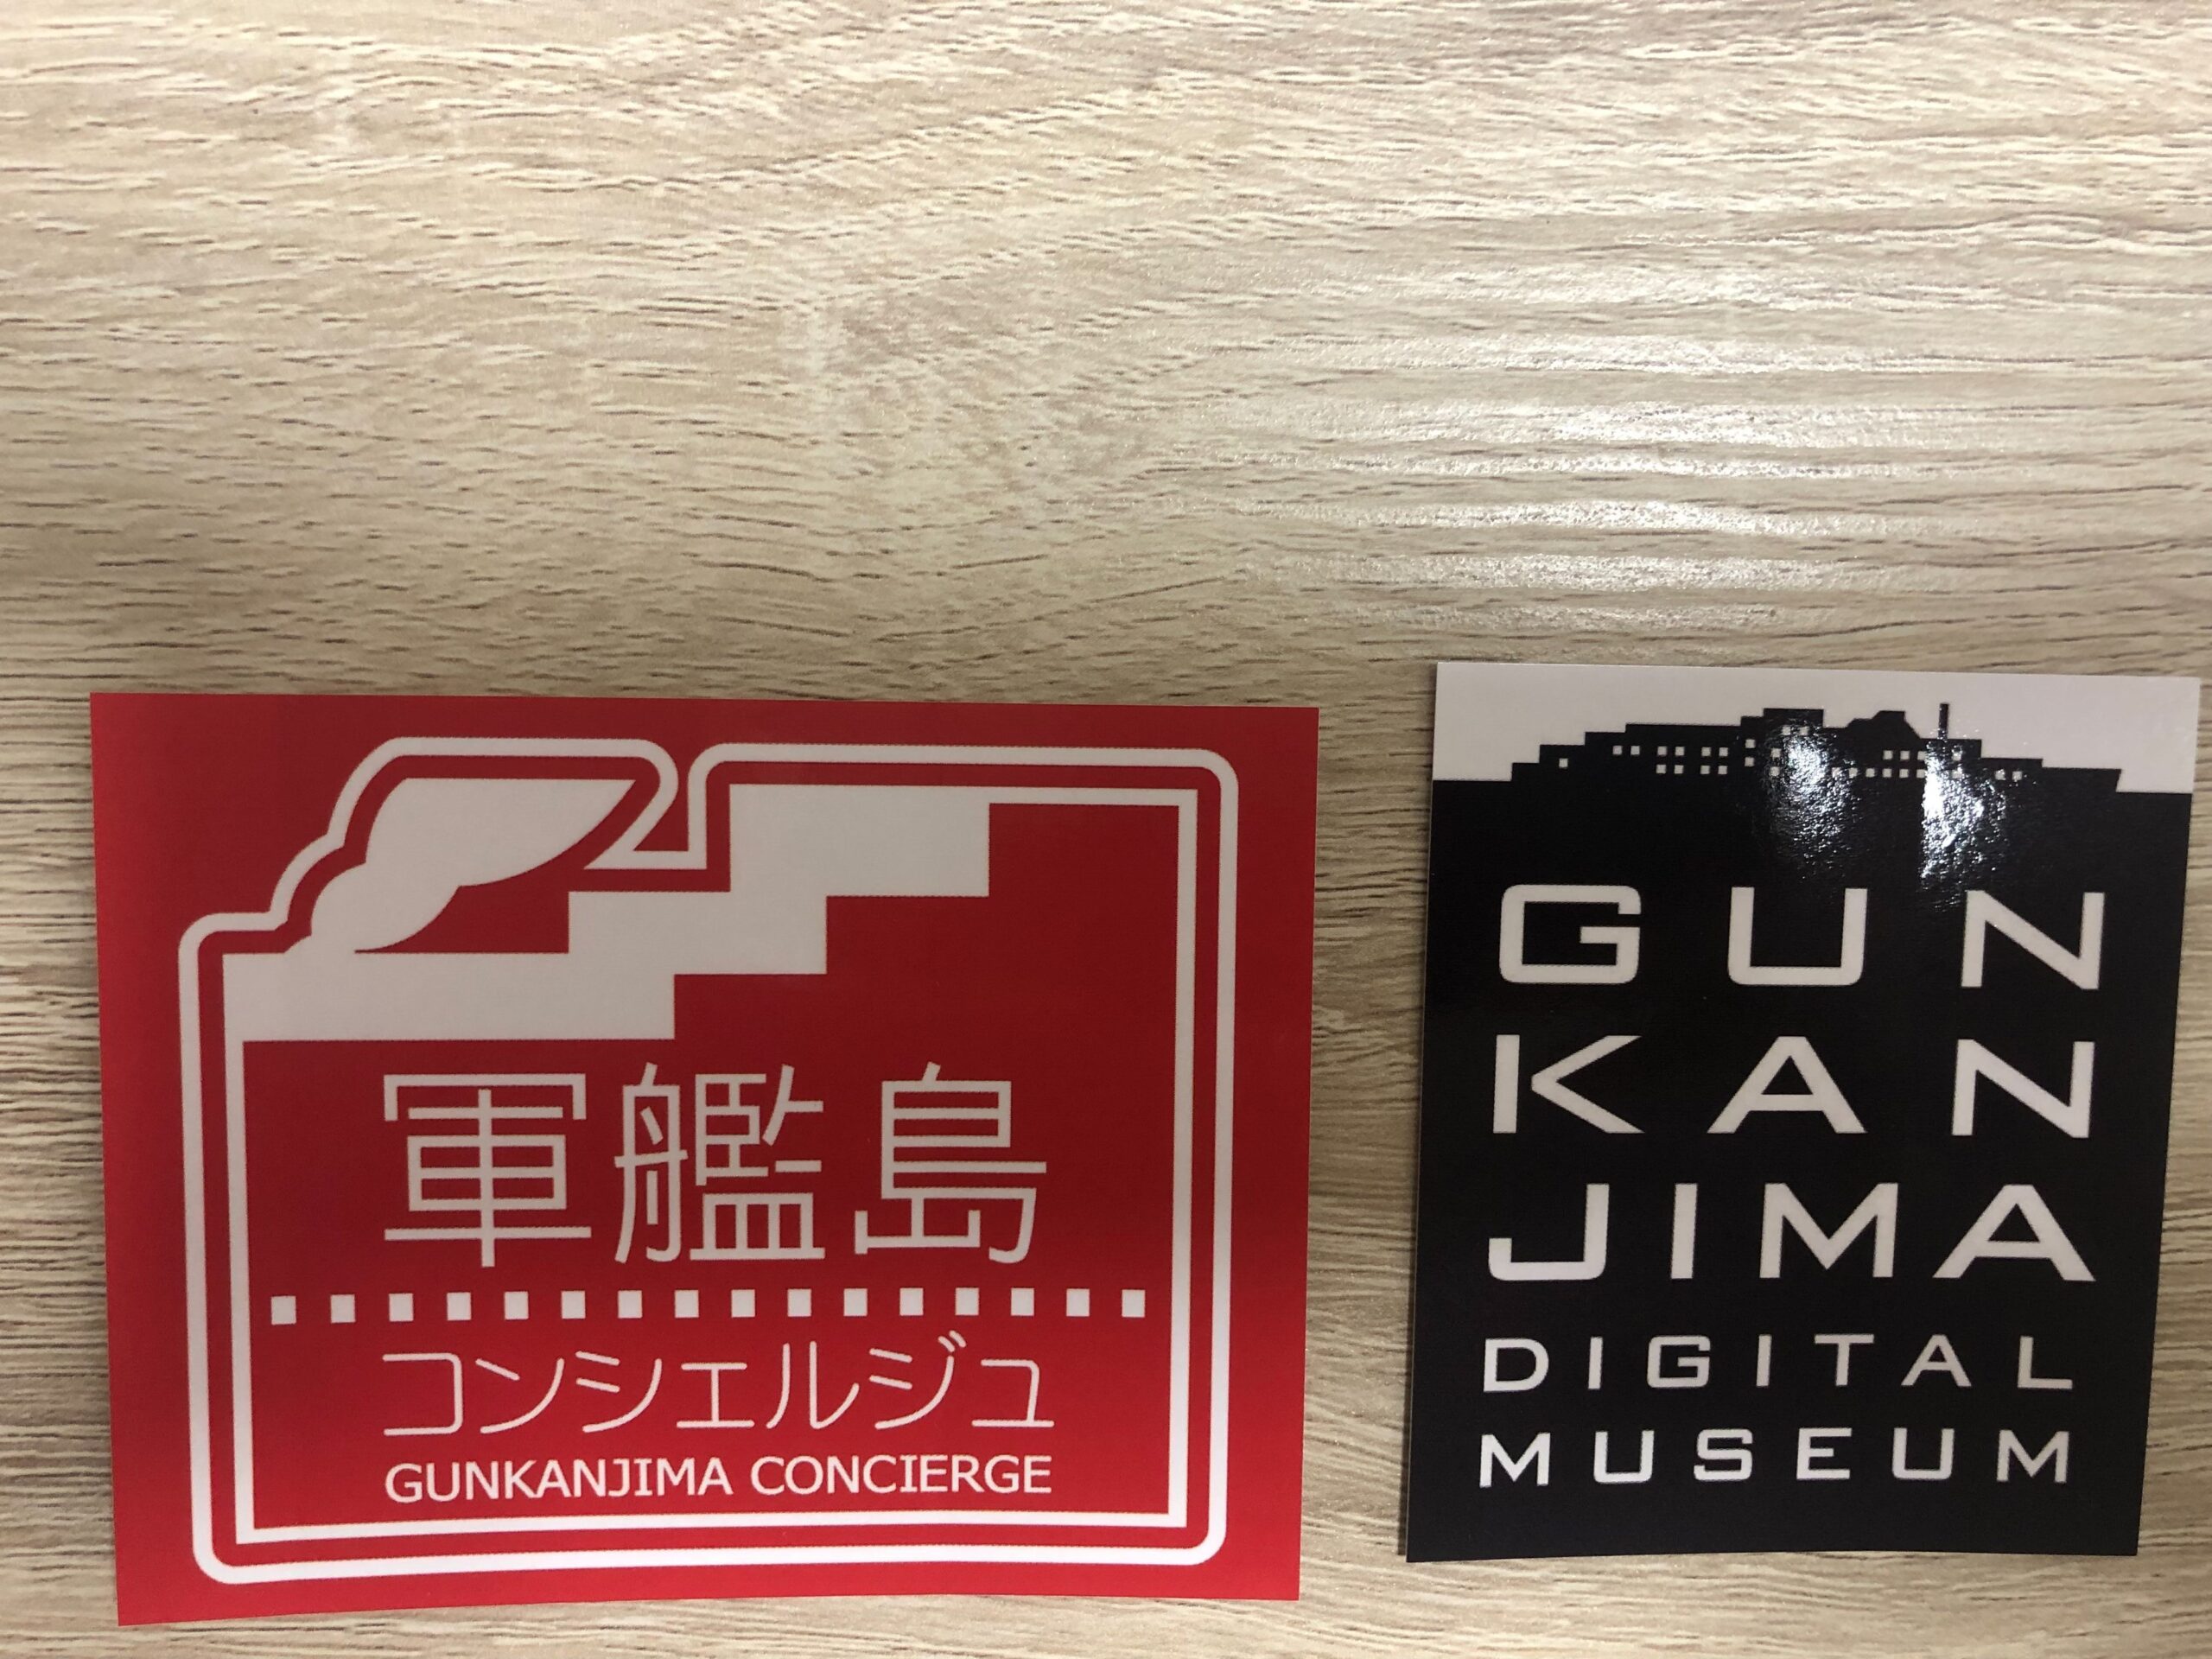 軍艦島
コンシェルジュ
GUNKANJIMA CONCIERGE
GUN
KAN
JIMA
DIGITAL
MUSEUM